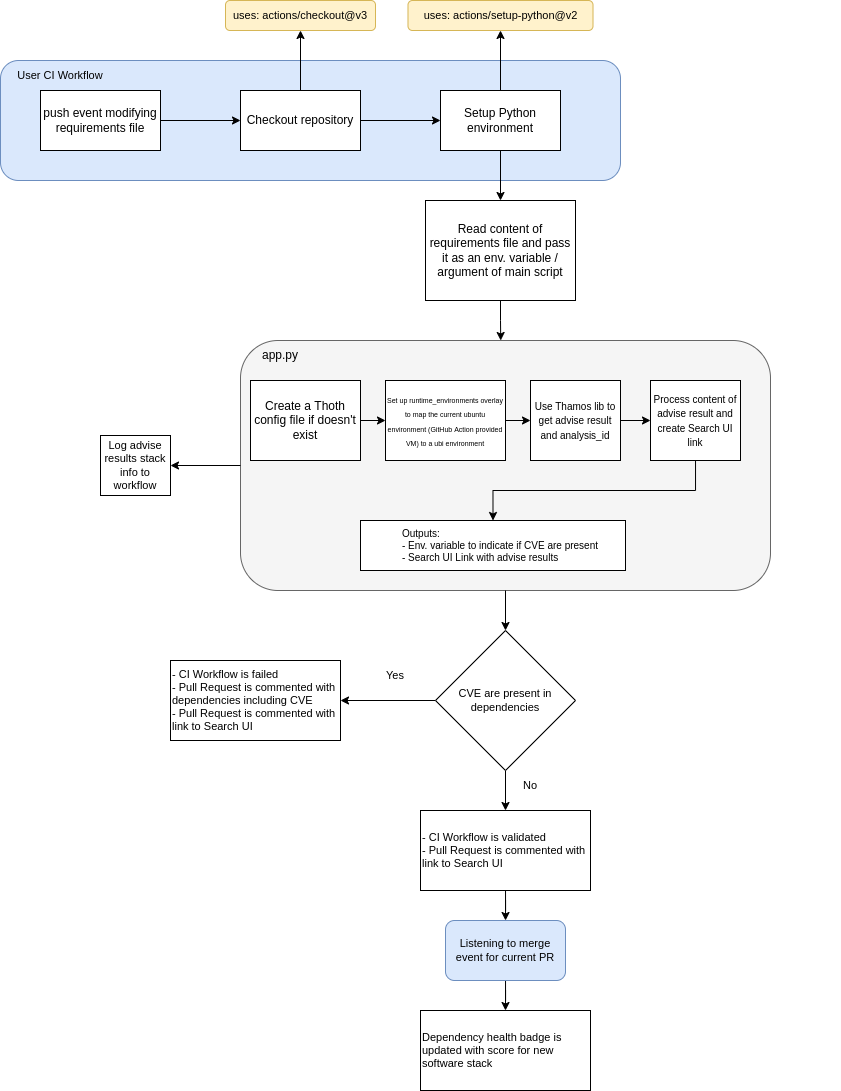 uses: actions/checkout@v3
uses: actions/setup-python@v2
User CI Workflow
push event modifying
requirements file
Checkout repository
Setup Python
environment
Read content of
requirements file and pass
it as an env. variable /
argument of main script
app.py
Create a Thoth
config file if doesn't
exist
Set up runtime_environments overlay
to map the current ubuntu
environment (GitHub Action provided
VM) to a ubi environment
Use Thamos lib to
get advise result
and analysis_id
Process content of
advise result and
create Search UI
link
Log advise
results stack
info to
workflow
Outputs:
- Env. variable to indicate if CVE are present
- Search UI Link with advise results
CVE are present in
dependencies
Yes
- CI Workflow is failed
- Pull Request is commented with
dependencies including CVE
- Pull Request is commented with
link to Search UI
No
- CI Workflow is validated
- Pull Request is commented with
link to Search UI
Listening to merge
event for current PR
Dependency health badge is
updated with score for new
software stack